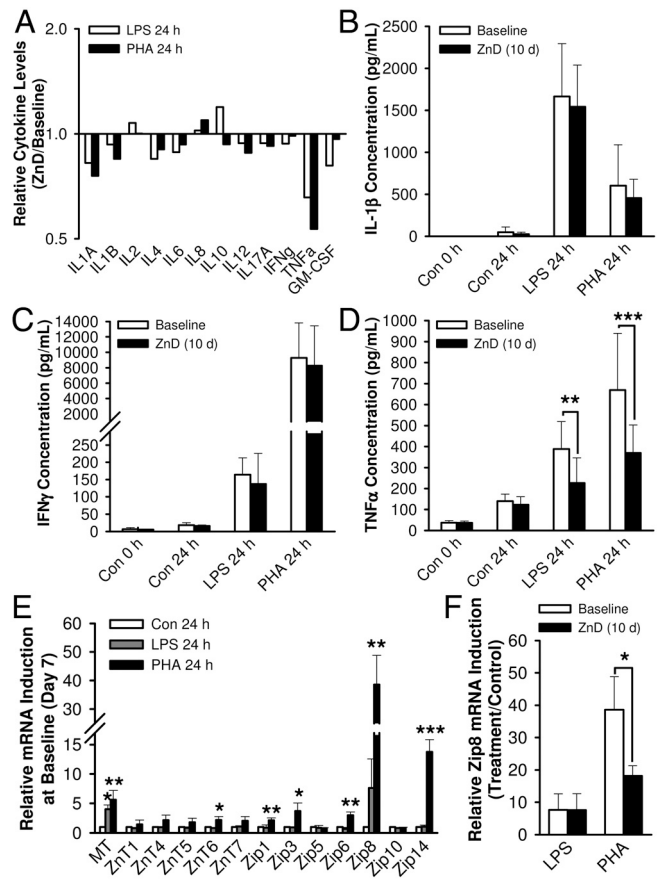 A
LPS 24 h
PHA 24 h
Relative Cytokine Levels
(ZnD/Baseline)
2.0
1.0
0.5
IL1A
IL1B
IL2
IL4
IL6
IL8
IL10
IL12
IL17A
IFNg
TNFa
GM-CSF
B
Baseline
ZnD (10 d)
IL-1β Concentration (pg/mL)
2500
2000
1500
1000
500
0
Con 0 h
Con 24 h
LPS 24 h
PHA 24 h
C
Baseline
ZnD (10 d)
IFNγ Concentration (pg/mL)
14000
12000
10000
8000
6000
4000
2000
250
200
150
100
50
0
Con 0 h
Con 24 h
LPS 24 h
PHA 24 h
D
Baseline
ZnD (10 d)
TNFα Concentration (pg/mL)
1000
900
800
700
600
500
400
300
200
100
0
**
***
Con 0 h
Con 24 h
LPS 24 h
PHA 24 h
E
Con 24 h
LPS 24 h
PHA 24 h
Relative mRNA Induction
at Baseline (Day 7)
60
50
40
30
20
15
10
5
0
*
**
*
**
*
**
**
***
MT
ZnT1
ZnT4
ZnT5
ZnT6
ZnT7
Zip1
Zip3
Zip5
Zip6
Zip8
Zip10
Zip14
F
Baseline
ZnD (10 d)
Relative Zip8 mRNA Induction
(Treatment/Control)
60
50
40
30
20
10
0
*
LPS
PHA